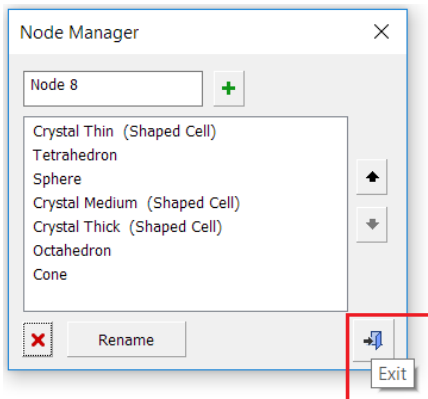 Node Manager
Node 8
Crystal Thin (Shaped Cell)
Tetrahedron
Sphere
Crystal Medium (Shaped Cell)
Crystal Thick (Shaped Cell)
Octahedron
Cone
Rename
Exit